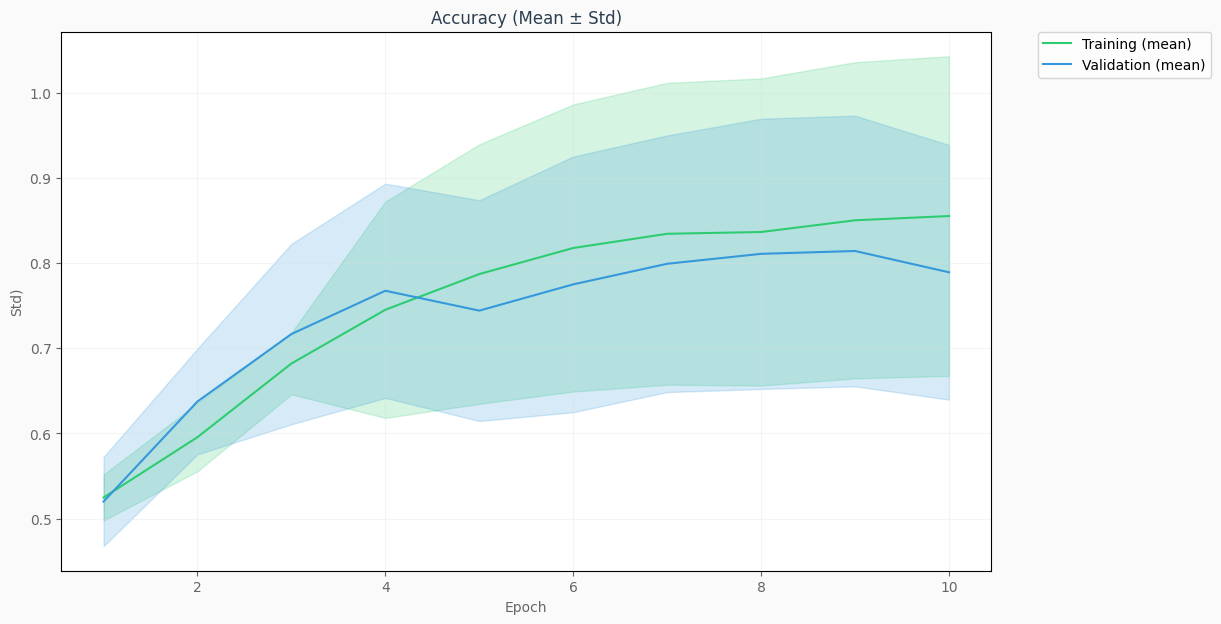 Accuracy (Mean ± Std)
Training (mean)
Validation (mean)
1.0
0.9
0.8
0.7
0.6
0.5
Std)
2 4 6 8 10
Epoch